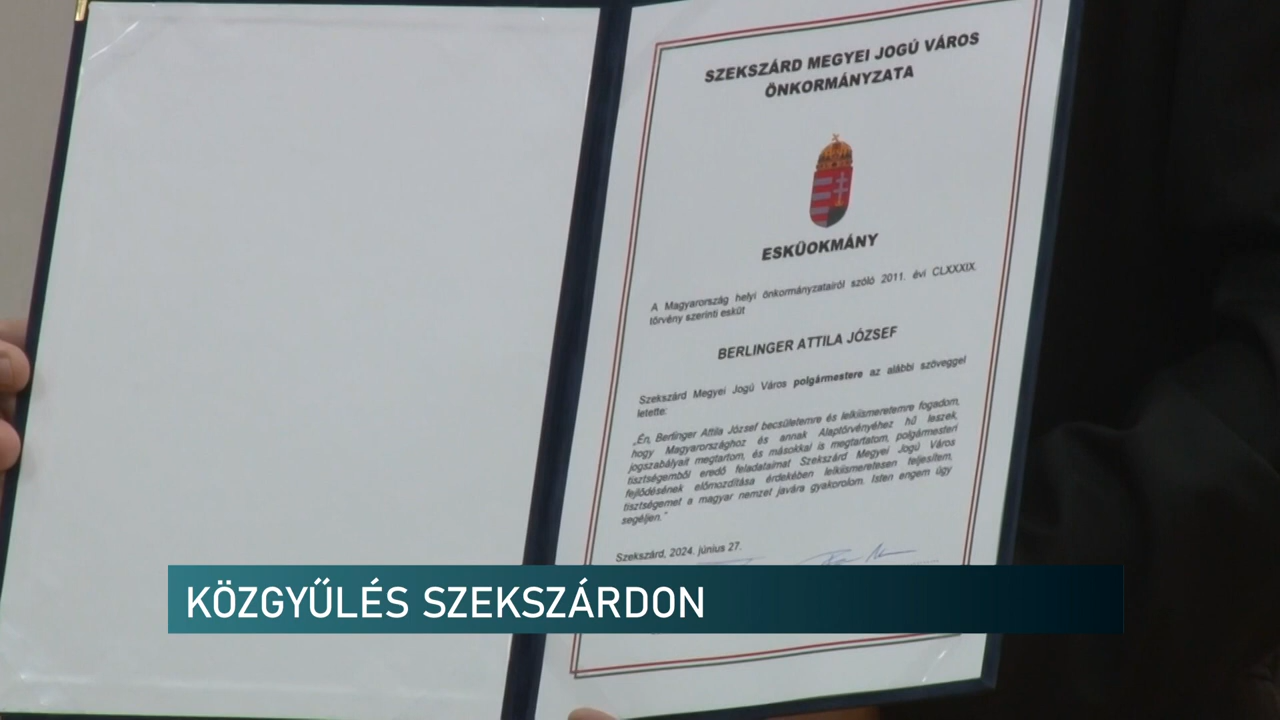 SZEKSZÁRD MEGYEI JOGÚ VÁROS
ÖNKORMÁNYZATA
ESKÜOKMÁNY
A Magyarország helyi önkormányzatairól szóló 2011. évi CLXXXIX.
törvény szerinti esküt
BERLINGER ATTILA JÓZSEF
Szekszárd Megyei Jogú Város polgármestere az alábbi szöveggel
letette:
„Én, Berlinger Attila József becsületemre és lelkiismeretemre fogadom,
hogy Magyarországhoz és annak Alaptörvényéhez hű leszek,
jogszabályait megtartom, és másokkal is megtartatom, polgármesteri
tisztségemből eredő feladataimat Szekszárd Megyei Jogú Város
fejlődésének előmozdítása érdekében lelkiismeretesen teljesítem,
tisztségemet a magyar nemzet javára gyakorolom. Isten engem úgy
segéljen."
Szekszárd, 2024. június 27.
KÖZGYŰLÉS SZEKSZÁRDON